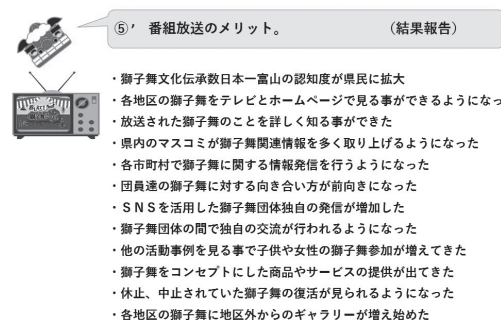 ⑤’ 番組放送のメリット。 （結果報告）
・獅子舞文化伝承数日本一富山の認知度が県民に拡大
・各地区の獅子舞をテレビとホームページで見る事ができるようになっ
・放送された獅子舞のことを詳しく知る事ができた
・県内のマスコミが獅子舞関連情報を多く取り上げるようになった
・各市町村で獅子舞に関する情報発信を行うようになった
・団員達の獅子舞に対する向き合い方が前向きになった
・ＳＮＳを活用した獅子舞団体独自の発信が増加した
・獅子舞団体の間で独自の交流が行われるようになった
・他の活動事例を見る事で子供や女性の獅子舞参加が増えてきた
・獅子舞をコンセプトにした商品やサービスの提供が出てきた
・休止、中止されていた獅子舞の復活が見られるようになった
・各地区の獅子舞に地区外からのギャラリーが増え始めた